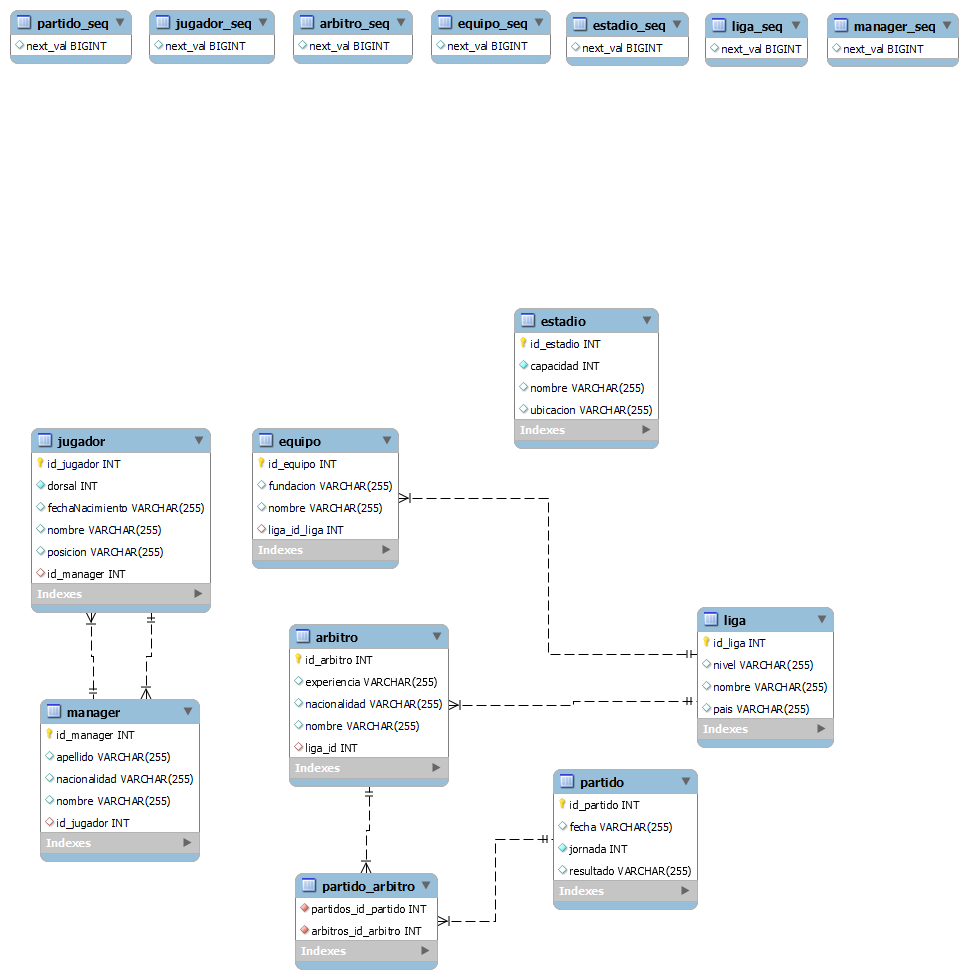 partido_seq
next_val BIGINT
jugador_seq
next_val BIGINT
arbitro_seq
next_val BIGINT
equipo_seq
next_val BIGINT
estadio_seq
next_val BIGINT
liga_seq
next_val BIGINT
manager_seq
next_val BIGINT
estadio
id_estadio INT
capacidad INT
nombre VARCHAR(255)
ubicacion VARCHAR(255)
Indexes
jugador
id_jugador INT
dorsal INT
fechaNacimiento VARCHAR(255)
nombre VARCHAR(255)
posicion VARCHAR(255)
id_manager INT
Indexes
equipo
id_equipo INT
fundacion VARCHAR(255)
nombre VARCHAR(255)
liga_id_liga INT
Indexes
liga
id_liga INT
nivel VARCHAR(255)
nombre VARCHAR(255)
pais VARCHAR(255)
Indexes
arbitro
id_arbitro INT
experiencia VARCHAR(255)
nacionalidad VARCHAR(255)
nombre VARCHAR(255)
liga_id INT
Indexes
manager
id_manager INT
apellido VARCHAR(255)
nacionalidad VARCHAR(255)
nombre VARCHAR(255)
id_jugador INT
Indexes
partido
id_partido INT
fecha VARCHAR(255)
jornada INT
resultado VARCHAR(255)
Indexes
partido_arbitro
partidos_id_partido INT
arbitros_id_arbitro INT
Indexes